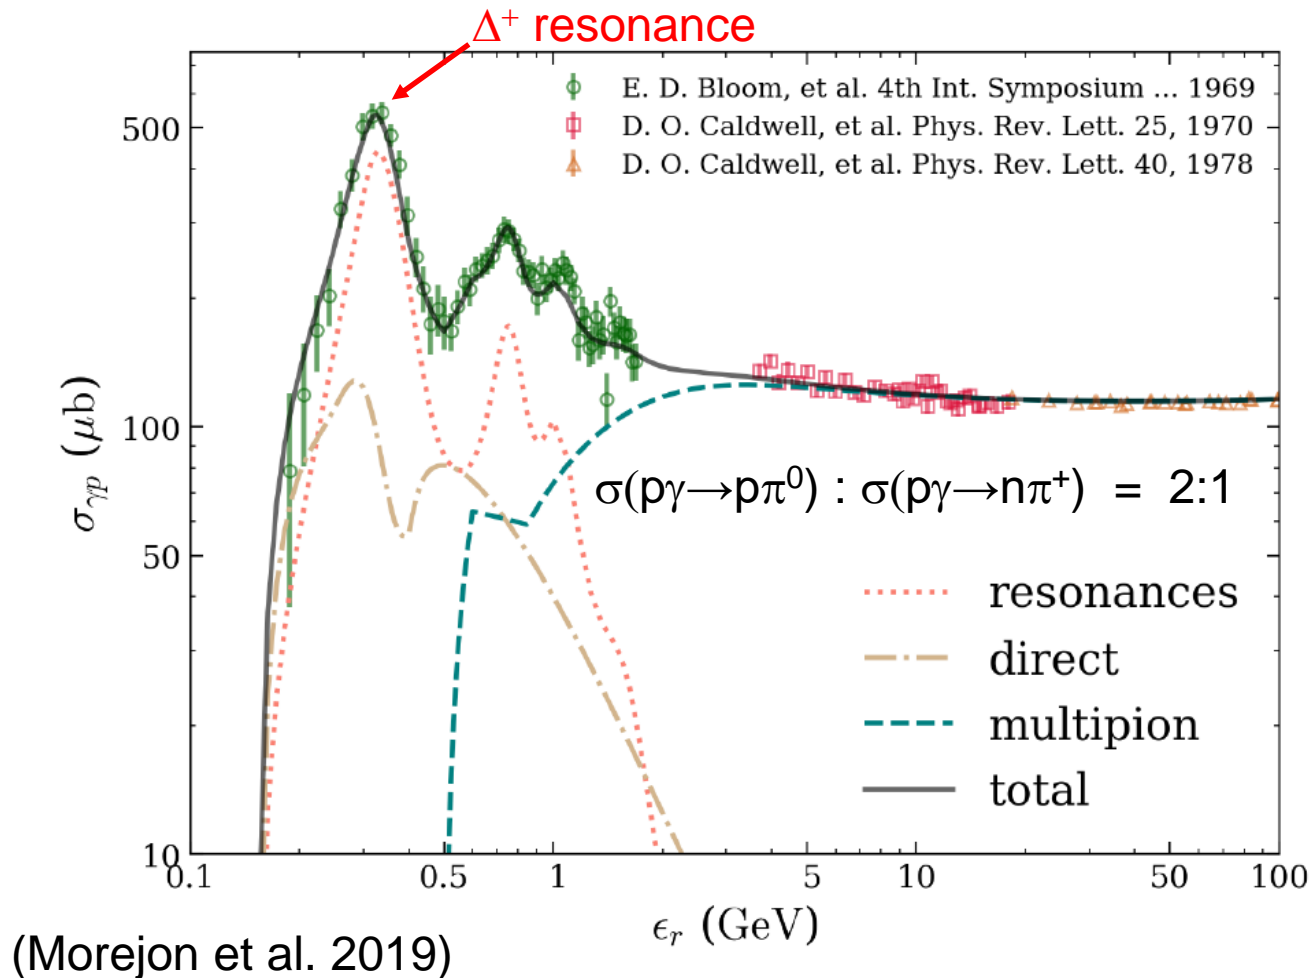 Δ⁺ resonance
E. D. Bloom, et al. 4th Int. Symposium ... 1969
D. O. Caldwell, et al. Phys. Rev. Lett. 25, 1970
D. O. Caldwell, et al. Phys. Rev. Lett. 40, 1978
500
100
50
10
σγp (μb)
σ(pγ→pπ⁰) : σ(pγ→nπ⁺) = 2:1
resonances
direct
multipion
total
0.1 0.5 1 5 10 50 100
ϵr (GeV)
(Morejon et al. 2019)